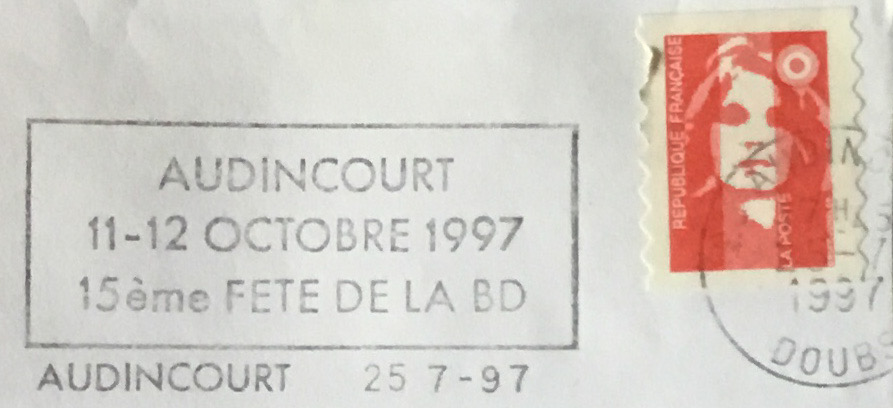 AUDINCOURT
11-12 OCTOBRE 1997
15ème FETE DE LA BD
AUDINCOURT 25 7-97
REPUBLIQUE FRANÇAISE
LA POSTE
1997
DOUBS